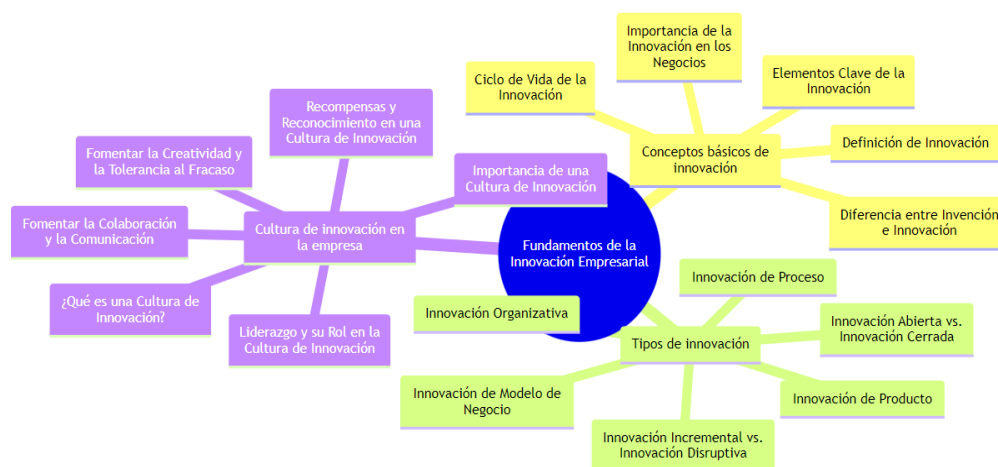 Fundamentos de la
Innovación Empresarial
Conceptos básicos de
innovación
Ciclo de Vida de la
Innovación
Importancia de la
Innovación en los
Negocios
Elementos Clave de la
Innovación
Definición de Innovación
Diferencia entre Invención
e Innovación
Tipos de innovación
Innovación de Proceso
Innovación Abierta vs.
Innovación Cerrada
Innovación de Producto
Innovación Incremental vs.
Innovación Disruptiva
Innovación de Modelo de
Negocio
Innovación Organizativa
Cultura de innovación en
la empresa
Importancia de una
Cultura de Innovación
Recompensas y
Reconocimiento en una
Cultura de Innovación
Fomentar la Creatividad y
la Tolerancia al Fracaso
Fomentar la Colaboración
y la Comunicación
¿Qué es una Cultura de
Innovación?
Liderazgo y su Rol en la
Cultura de Innovación